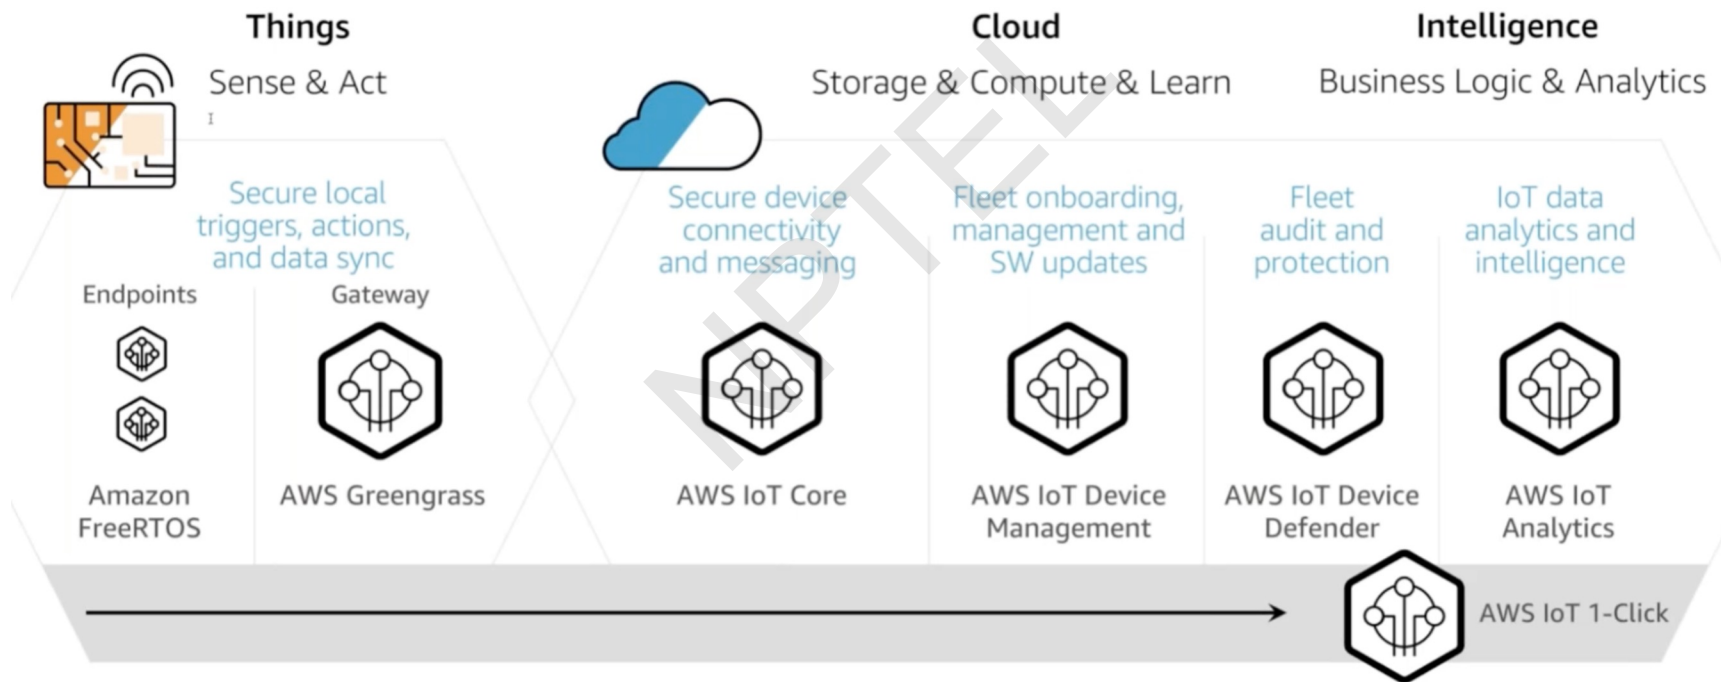 Things
Sense & Act
Cloud
Storage & Compute & Learn
Intelligence
Business Logic & Analytics
Secure local
triggers, actions,
and data sync
Endpoints
Gateway
Amazon
FreeRTOS
AWS Greengrass
Secure device
connectivity
and messaging
AWS IoT Core
Fleet onboarding,
management and
SW updates
AWS IoT Device
Management
Fleet
audit and
protection
AWS IoT Device
Defender
IoT data
analytics and
intelligence
AWS IoT
Analytics
AWS IoT 1-Click
NPTEL